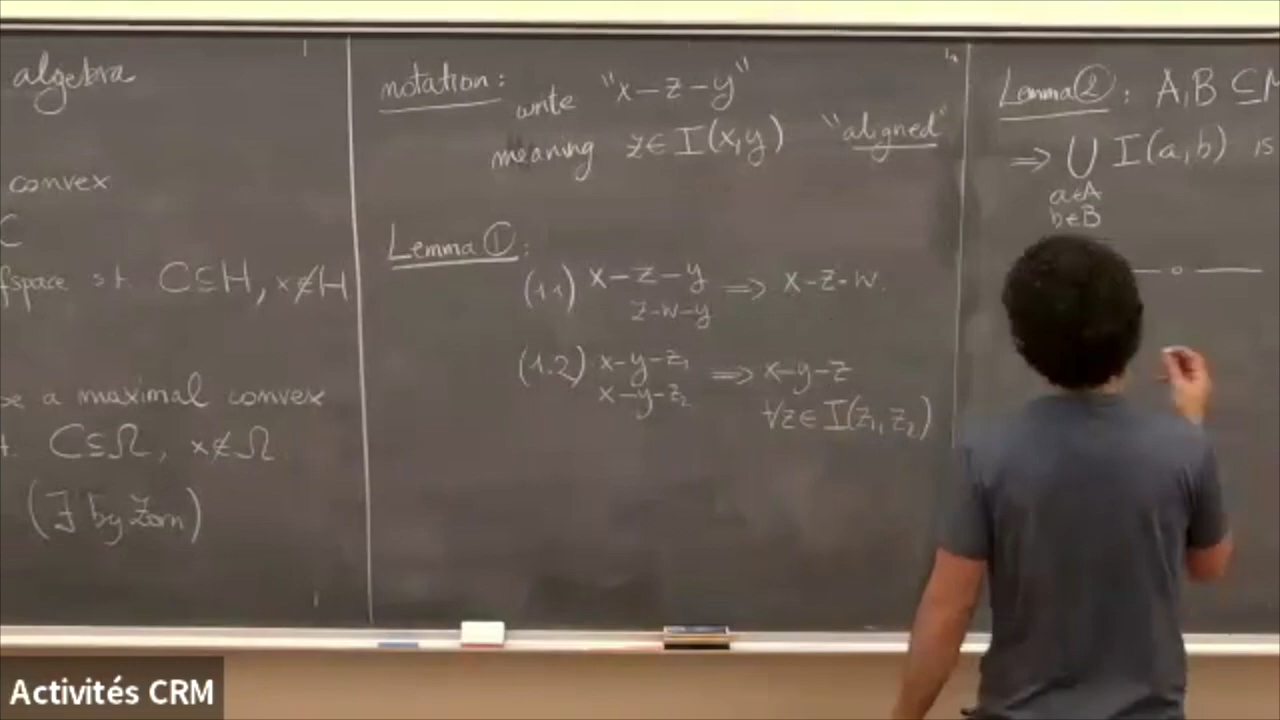 algebra
convex
C
fspace s.t. C⊆H, x∉H
be a maximal convex
t. C⊆Ω, x∉Ω
(∃ by Zorn)
notation:
write "x-z-y"
meaning z∈I(x,y) "aligned"
Lemma ①:
(1.1) x-z-y ⟹ x-z-w.
z-w-y
(1.2) x-y-z₁ ⟹ x-y-z
x-y-z₂ ∀z∈I(z₁,z₂)
Lemma ②: A,B ⊆M
⟹ ⋃ I(a,b) is
a∈A
b∈B
Activités CRM